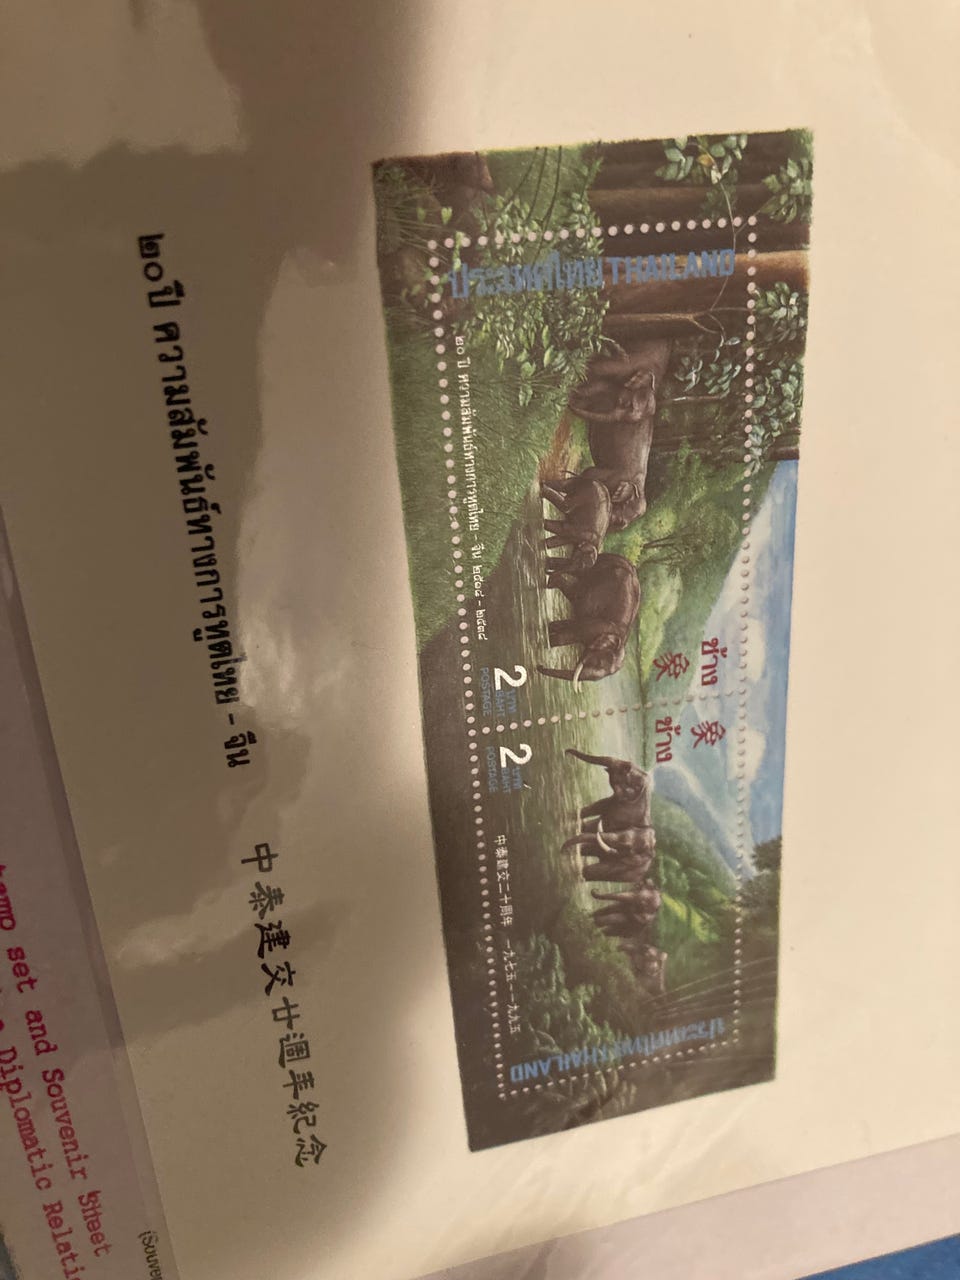 ประเทศไทย THAILAND
ช้าง
象
象
ช้าง
๒๐ ปี ความสัมพันธ์ทางการทูตไทย - จีน ๒๕๑๘ - ๒๕๓๘
2 บาท
BAHT
POSTAGE
2 บาท
BAHT
POSTAGE
中泰建交二十周年 一九七五 - 一九九五
ประเทศไทย THAILAND
๒๐ ปี ความสัมพันธ์ทางการทูตไทย - จีน
中泰建交廿週年紀念
set and Souvenir Sheet
Diplomatic